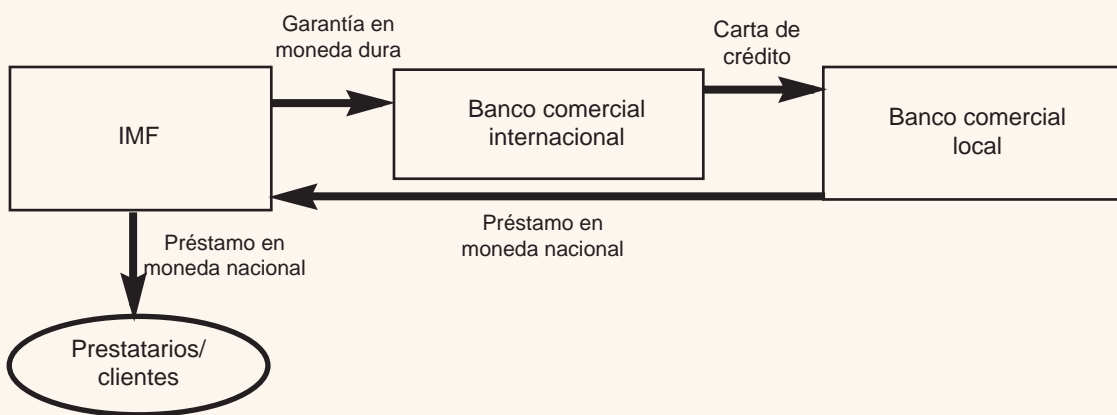 Garantía en
moneda dura
Carta de
crédito
IMF
Banco comercial
internacional
Banco comercial
local
Préstamo en
moneda nacional
Préstamo en
moneda nacional
Prestatarios/
clientes